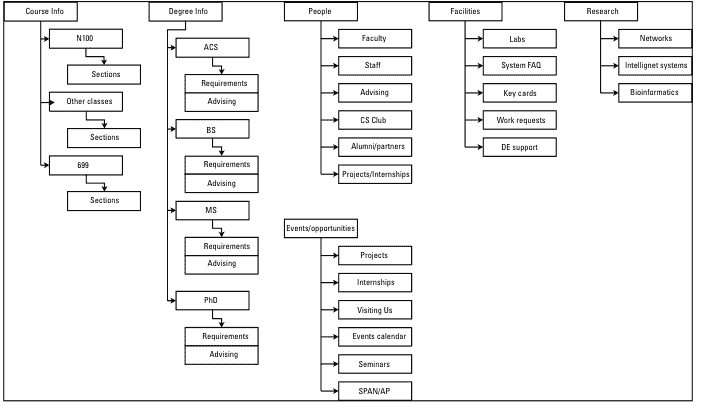 Course Info
N100
Sections
Other classes
Sections
699
Sections
Degree Info
ACS
Requirements
Advising
BS
Requirements
Advising
MS
Requirements
Advising
PhD
Requirements
Advising
People
Faculty
Staff
Advising
CS Club
Alumni/partners
Projects/Internships
Events/opportunities
Projects
Internships
Visiting Us
Events calendar
Seminars
SPAN/AP
Facilities
Labs
System FAQ
Key cards
Work requests
DE support
Research
Networks
Intellignet systems
Bioinformatics